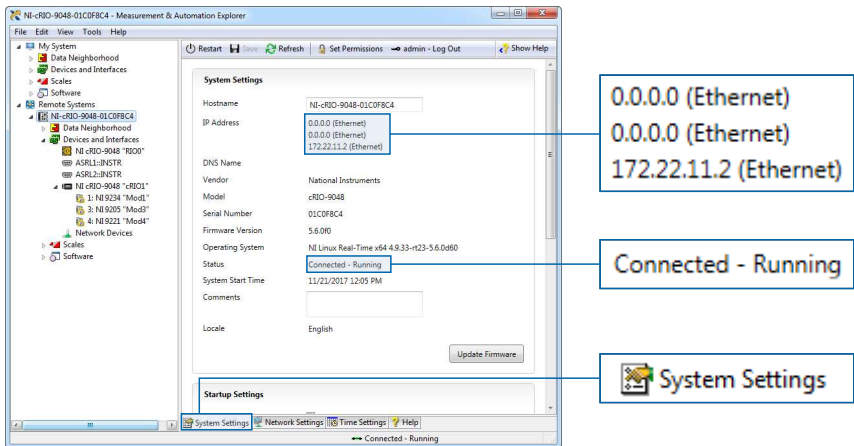 NI-cRIO-9048-01C0F8C4 - Measurement & Automation Explorer
File Edit View Tools Help
My System
Data Neighborhood
Devices and Interfaces
Scales
Software
Remote Systems
NI-cRIO-9048-01C0F8C4
Data Neighborhood
Devices and Interfaces
NI cRIO-9048 "RIO0"
ASRL1::INSTR
ASRL2::INSTR
NI cRIO-9048 "cRIO1"
1: NI 9234 "Mod1"
3: NI 9205 "Mod3"
4: NI 9221 "Mod4"
Network Devices
Scales
Software
Restart Save Refresh Set Permissions admin - Log Out Show Help
System Settings
Hostname NI-cRIO-9048-01C0F8C4
IP Address 0.0.0.0 (Ethernet)
0.0.0.0 (Ethernet)
172.22.11.2 (Ethernet)
DNS Name
Vendor National Instruments
Model cRIO-9048
Serial Number 01C0F8C4
Firmware Version 5.6.0f0
Operating System NI Linux Real-Time x64 4.9.33-rt23-5.6.0d60
Status Connected - Running
System Start Time 11/21/2017 12:05 PM
Comments
Locale English
Update Firmware
Startup Settings
System Settings Network Settings Time Settings Help
Connected - Running
0.0.0.0 (Ethernet)
0.0.0.0 (Ethernet)
172.22.11.2 (Ethernet)
Connected - Running
System Settings